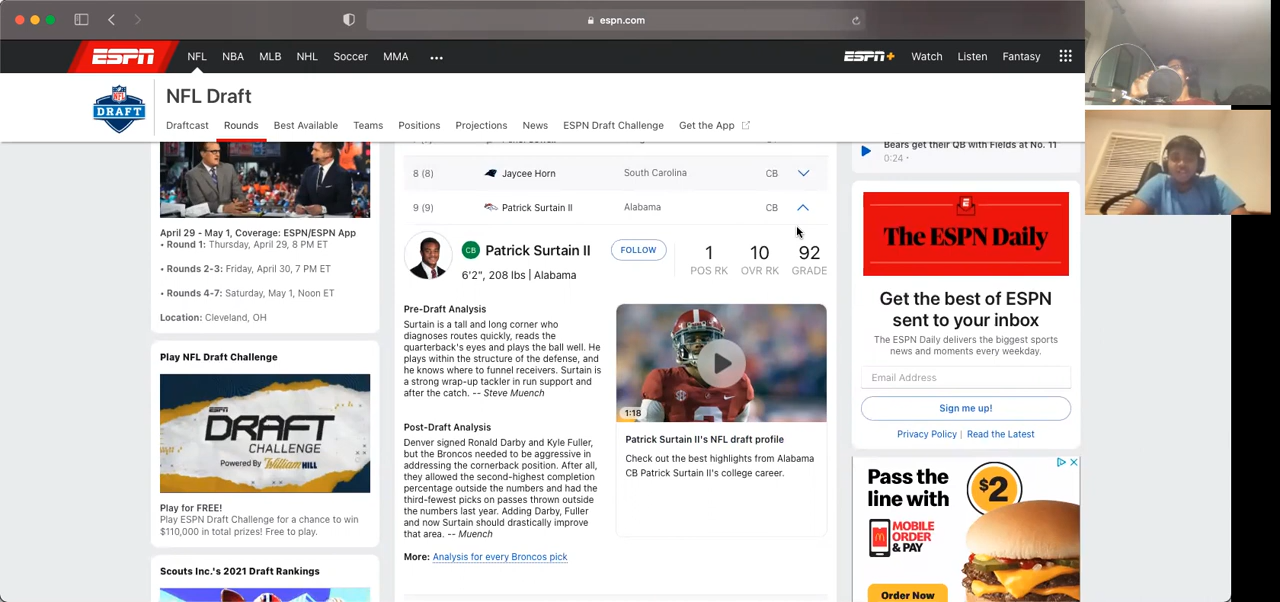 espn.com
ESPN
NFL
NBA
MLB
NHL
Soccer
MMA
ESPN+
Watch
Listen
Fantasy
NFL
DRAFT
NFL Draft
Draftcast
Rounds
Best Available
Teams
Positions
Projections
News
ESPN Draft Challenge
Get the App
April 29 - May 1, Coverage: ESPN/ESPN App
• Round 1: Thursday, April 29, 8 PM ET
• Rounds 2-3: Friday, April 30, 7 PM ET
• Rounds 4-7: Saturday, May 1, Noon ET
Location: Cleveland, OH
Play NFL Draft Challenge
ESPN
DRAFT
CHALLENGE
Powered By William HILL
Play for FREE!
Play ESPN Draft Challenge for a chance to win
$110,000 in total prizes! Free to play.
Scouts Inc.'s 2021 Draft Rankings
8 (8) Jaycee Horn South Carolina CB
9 (9) Patrick Surtain II Alabama CB
CB Patrick Surtain II
FOLLOW
6'2", 208 lbs | Alabama
1 10 92
POS RK OVR RK GRADE
Pre-Draft Analysis
Surtain is a tall and long corner who
diagnoses routes quickly, reads the
quarterback's eyes and plays the ball well. He
plays within the structure of the defense, and
he knows where to funnel receivers. Surtain is
a strong wrap-up tackler in run support and
after the catch. -- Steve Muench
Post-Draft Analysis
Denver signed Ronald Darby and Kyle Fuller,
but the Broncos needed to be aggressive in
addressing the cornerback position. After all,
they allowed the second-highest completion
percentage outside the numbers and had the
third-fewest picks on passes thrown outside
the numbers last year. Adding Darby, Fuller
and now Surtain should drastically improve
that area. -- Muench
More: Analysis for every Broncos pick
1:18
Patrick Surtain II's NFL draft profile
Check out the best highlights from Alabama
CB Patrick Surtain II's college career.
Bears get their QB with Fields at No. 11
0:24 •
The ESPN Daily
Get the best of ESPN
sent to your inbox
The ESPN Daily delivers the biggest sports
news and moments every weekday.
Email Address
Sign me up!
Privacy Policy | Read the Latest
Pass the
line with
$2
MOBILE
ORDER
& PAY
Order Now